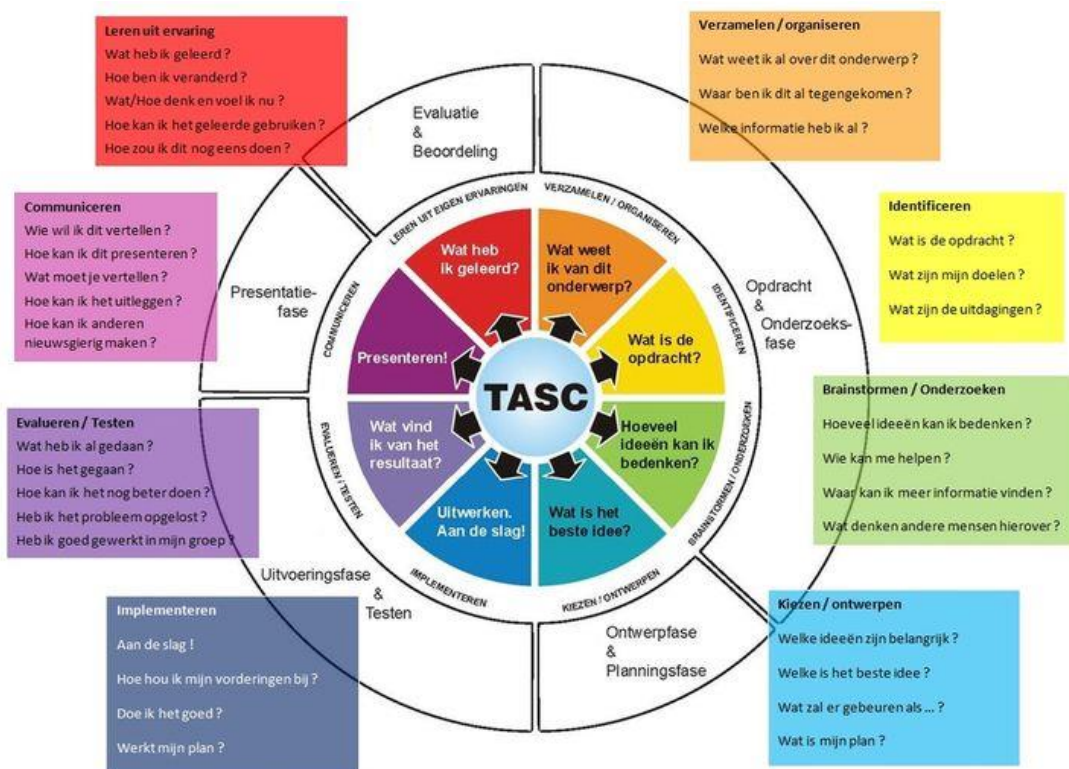 Leren uit ervaring
Wat heb ik geleerd ?
Hoe ben ik veranderd ?
Wat/Hoe denk en voel ik nu ?
Hoe kan ik het geleerde gebruiken ?
Hoe zou ik dit nog eens doen ?
Verzamelen / organiseren
Wat weet ik al over dit onderwerp ?
Waar ben ik dit al tegengekomen ?
Welke informatie heb ik al ?
Identificeren
Wat is de opdracht ?
Wat zijn mijn doelen ?
Wat zijn de uitdagingen ?
Brainstormen / Onderzoeken
Hoeveel ideeën kan ik bedenken ?
Wie kan me helpen ?
Waar kan ik meer informatie vinden ?
Wat denken andere mensen hierover ?
Kiezen / ontwerpen
Welke ideeën zijn belangrijk ?
Welke is het beste idee ?
Wat zal er gebeuren als ... ?
Wat is mijn plan ?
Implementeren
Aan de slag !
Hoe hou ik mijn vorderingen bij ?
Doe ik het goed ?
Werkt mijn plan ?
Evalueren / Testen
Wat heb ik al gedaan ?
Hoe is het gegaan ?
Hoe kan ik het nog beter doen ?
Heb ik het probleem opgelost ?
Heb ik goed gewerkt in mijn groep ?
Communiceren
Wie wil ik dit vertellen ?
Hoe kan ik dit presenteren ?
Wat moet je vertellen ?
Hoe kan ik het uitleggen ?
Hoe kan ik anderen
nieuwsgierig maken ?
Evaluatie
&
Beoordeling
Opdracht
&
Onderzoeks-
fase
Ontwerpfase
&
Planningsfase
Uitvoeringsfase
&
Testen
Presentatie-
fase
LEREN UIT EIGEN ERVARINGEN
VERZAMELEN / ORGANISEREN
IDENTIFICEREN
BRAINSTORMEN / ONDERZOEKEN
KIEZEN / ONTWERPEN
IMPLEMENTEREN
EVALUEREN / TESTEN
COMMUNICEREN
Wat heb
ik geleerd?
Wat weet
ik van dit
onderwerp?
Wat is de
opdracht?
Hoeveel
ideeën kan ik
bedenken?
Wat is het
beste idee?
Uitwerken.
Aan de slag!
Wat vind
ik van het
resultaat?
Presenteren!
TASC